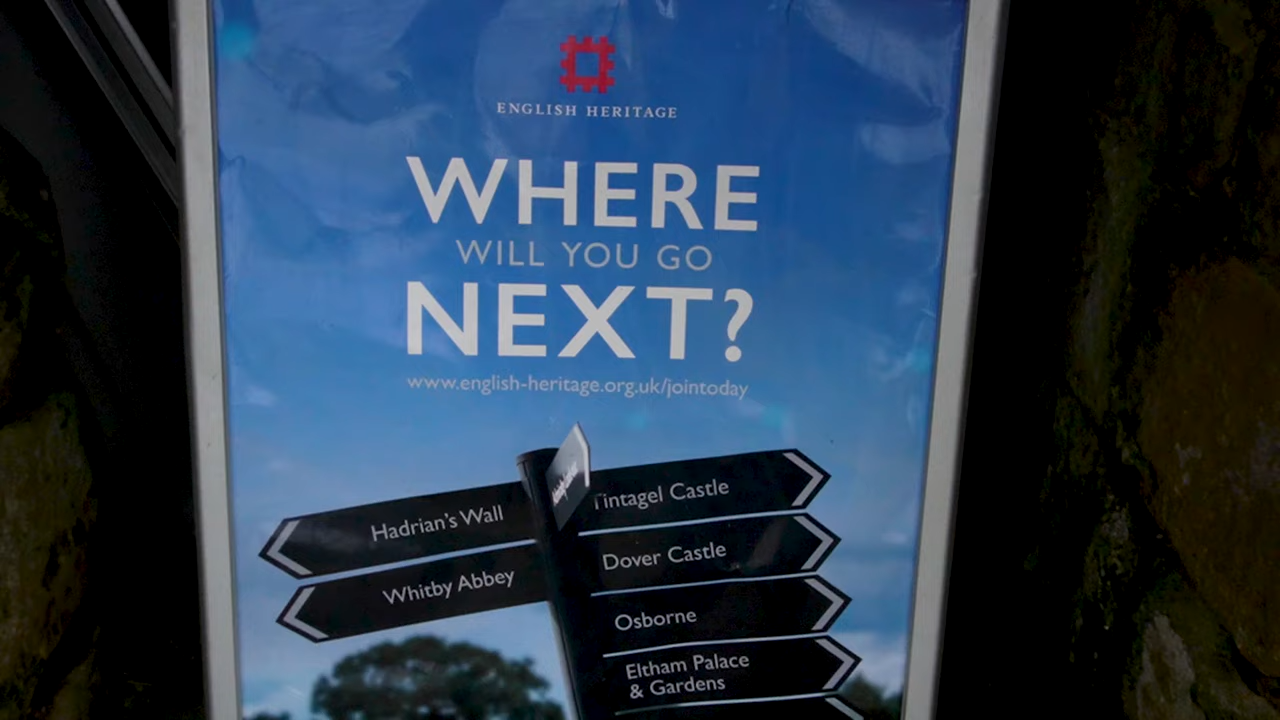 ENGLISH HERITAGE
WHERE
WILL YOU GO
NEXT?
www.english-heritage.org.uk/jointoday
Hadrian's Wall
Whitby Abbey
Tintagel Castle
Dover Castle
Osborne
Eltham Palace
& Gardens